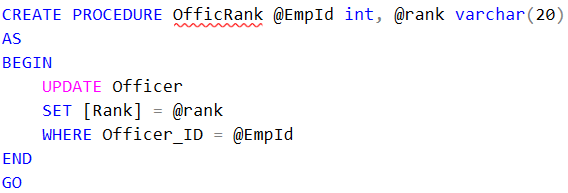 CREATE PROCEDURE OfficRank @EmpId int, @rank varchar(20)
AS
BEGIN
    UPDATE Officer
    SET [Rank] = @rank
    WHERE Officer_ID = @EmpId
END
GO